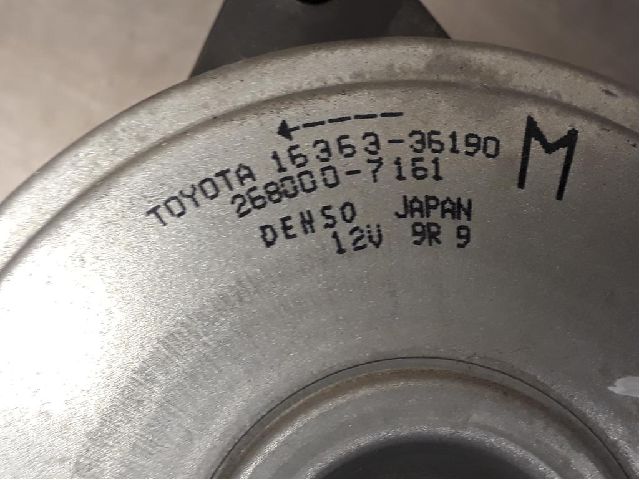 TOYOTA 16363-36190
268000-7161
DENSO JAPAN
12V 9R 9
M